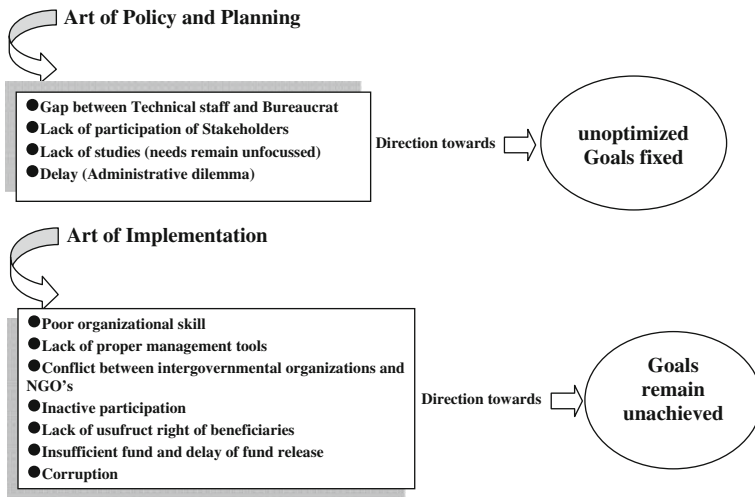 Art of Policy and Planning
●Gap between Technical staff and Bureaucrat
●Lack of participation of Stakeholders
●Lack of studies (needs remain unfocussed)
●Delay (Administrative dilemma)
Direction towards
unoptimized
Goals fixed
Art of Implementation
●Poor organizational skill
●Lack of proper management tools
●Conflict between intergovernmental organizations and
NGO's
●Inactive participation
●Lack of usufruct right of beneficiaries
●Insufficient fund and delay of fund release
●Corruption
Direction towards
Goals
remain
unachieved